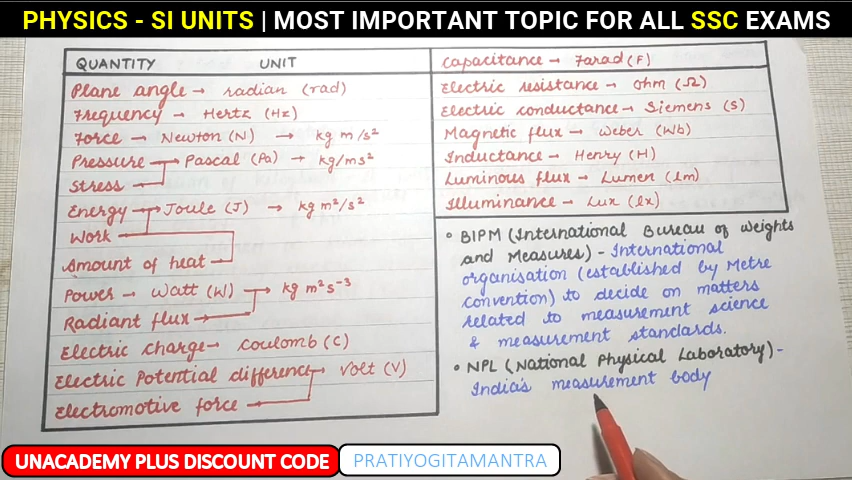 PHYSICS - SI UNITS | MOST IMPORTANT TOPIC FOR ALL SSC EXAMS
QUANTITY UNIT
Plane angle → radian (rad)
Frequency → Hertz (Hz)
Force → Newton (N) → kg m/s²
Pressure → Pascal (Pa) → kg/ms²
Stress
Energy → Joule (J) → kg m²/s²
Work
Amount of heat
Power → Watt (W) → kg m²s⁻³
Radiant flux
Electric charge → Coulomb (C)
Electric Potential difference → Volt (V)
Electromotive force
Capacitance → Farad (F)
Electric resistance → Ohm (Ω)
Electric conductance → Siemens (S)
Magnetic flux → Weber (Wb)
Inductance → Henry (H)
Luminous flux → Lumen (lm)
Illuminance → Lux (lx)
• BIPM (International Bureau of Weights
and Measures) - International
organisation (established by Metre
convention) to decide on matters
related to measurement science
& measurement standards.
• NPL (National Physical Laboratory) -
India's measurement body
UNACADEMY PLUS DISCOUNT CODE PRATIYOGITAMANTRA